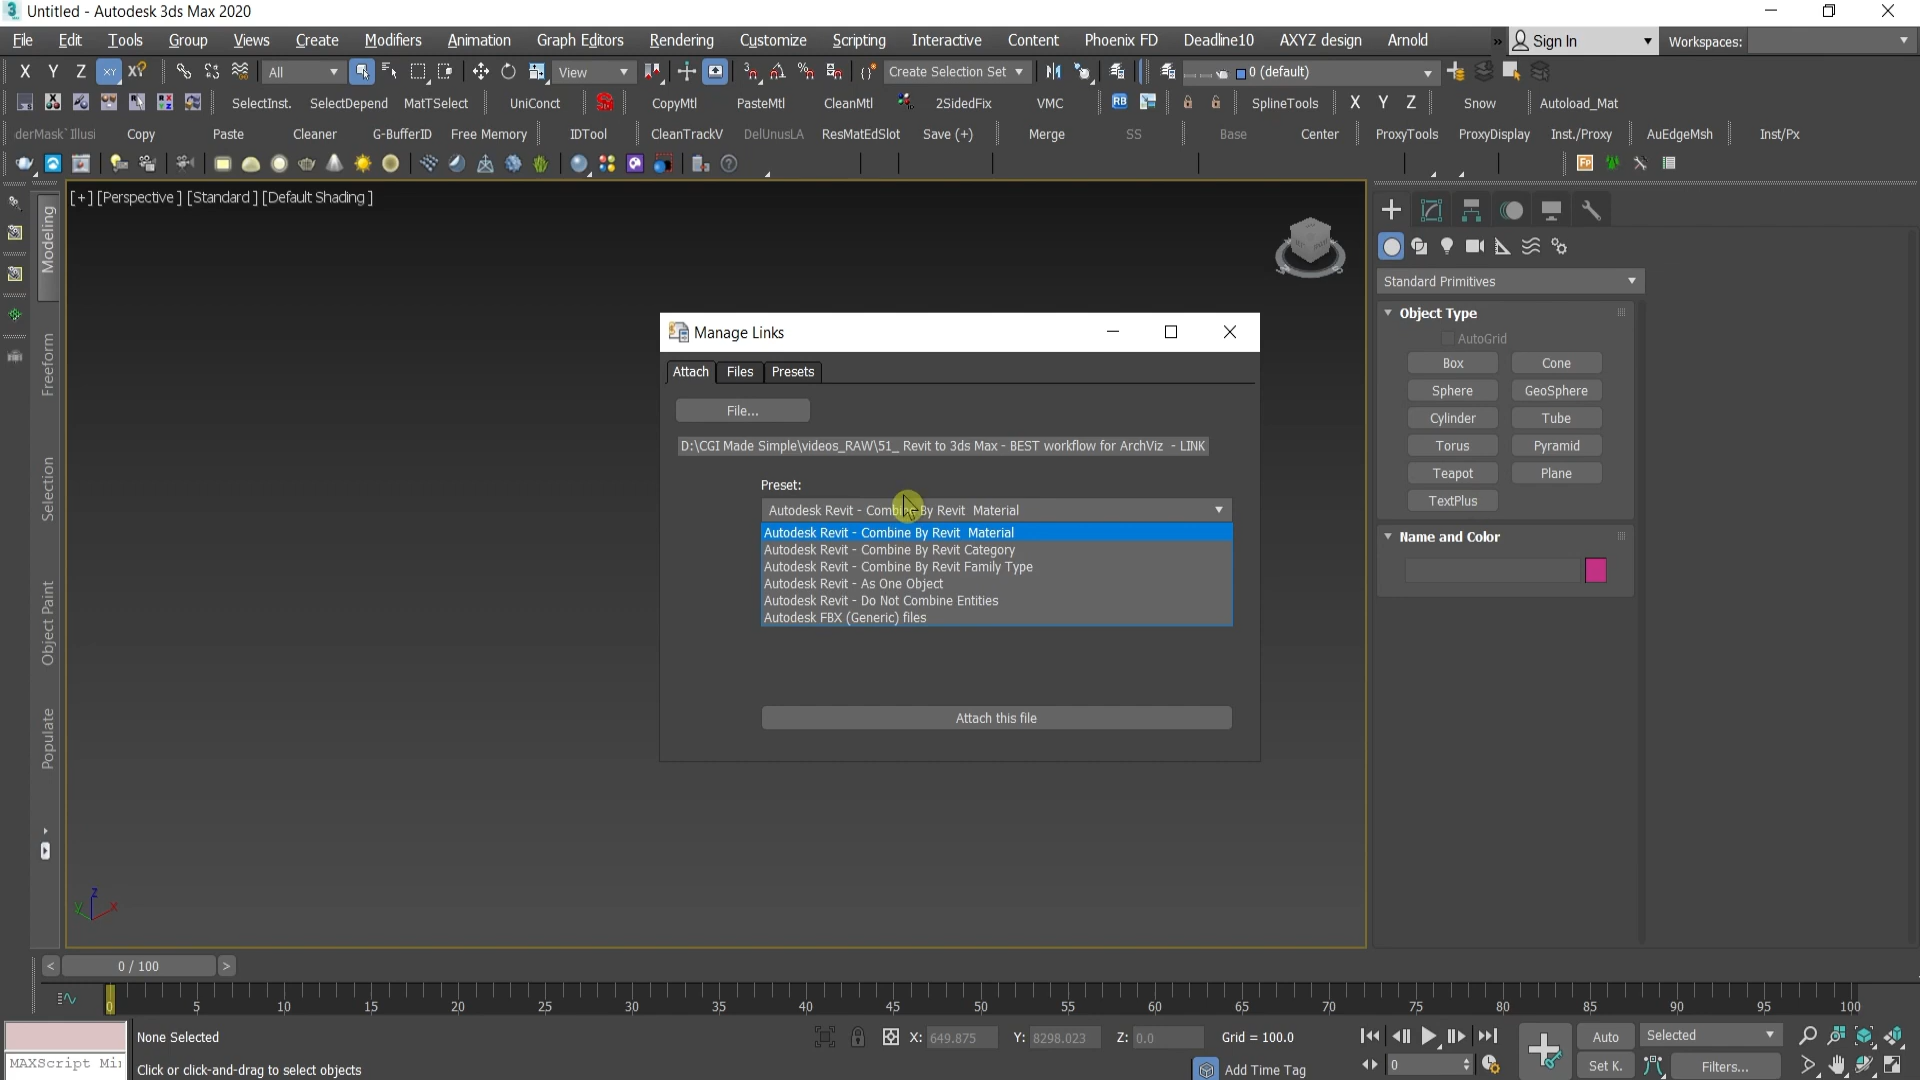 Untitled - Autodesk 3ds Max 2020
File Edit Tools Group Views Create Modifiers Animation Graph Editors Rendering Customize Scripting Interactive Content Phoenix FD Deadline10 AXYZ design Arnold » Sign In Workspaces:
X Y Z XY All View Create Selection Set 0 (default)
SelectInst. SelectDepend MatTSelect UniConct CopyMtl PasteMtl CleanMtl 2SidedFix VMC RB SplineTools X Y Z Snow Autoload_Mat
derMask`Illusi Copy Paste Cleaner G-BufferID Free Memory IDTool CleanTrackV DelUnusLA ResMatEdSlot Save (+) Merge SS Base Center ProxyTools ProxyDisplay Inst./Proxy AuEdgeMsh Inst/Px
Fp
[+] [Perspective ] [Standard ] [Default Shading ]
Modeling
Freeform
Selection
Object Paint
Populate
Manage Links
Attach Files Presets
File...
D:\CGI Made Simple\videos_RAW\51_ Revit to 3ds Max - BEST workflow for ArchViz - LINK
Preset:
Autodesk Revit - Combine By Revit Material
Autodesk Revit - Combine By Revit Material
Autodesk Revit - Combine By Revit Category
Autodesk Revit - Combine By Revit Family Type
Autodesk Revit - As One Object
Autodesk Revit - Do Not Combine Entities
Autodesk FBX (Generic) files
Attach this file
Standard Primitives
Object Type
AutoGrid
Box Cone
Sphere GeoSphere
Cylinder Tube
Torus Pyramid
Teapot Plane
TextPlus
Name and Color
z
y x
< 0 / 100 >
0 5 10 15 20 25 30 35 40 45 50 55 60 65 70 75 80 85 90 95 100
None Selected X: 649.875 Y: 8298.023 Z: 0.0 Grid = 100.0 Auto Selected
MAXScript Mi Click or click-and-drag to select objects Add Time Tag 0 Set K. Filters...